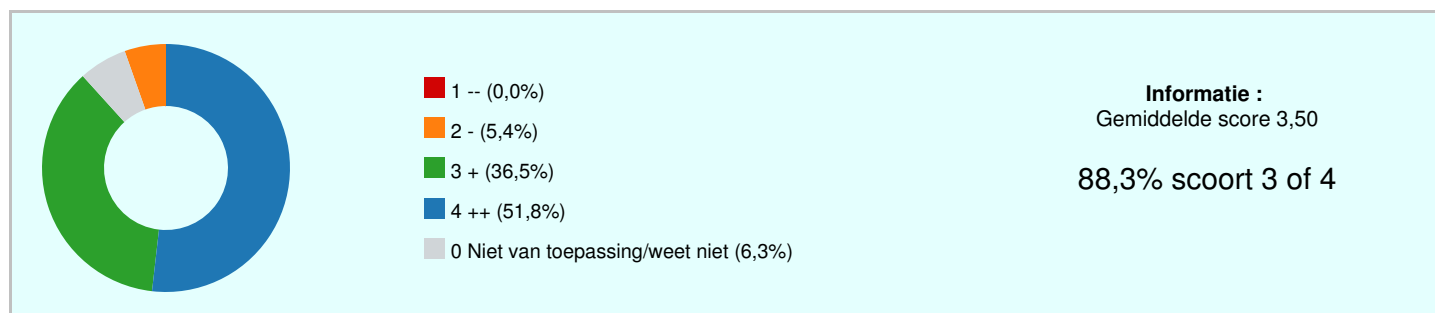 1 -- (0,0%)
2 - (5,4%)
3 + (36,5%)
4 ++ (51,8%)
0 Niet van toepassing/weet niet (6,3%)
Informatie :
Gemiddelde score 3,50
88,3% scoort 3 of 4